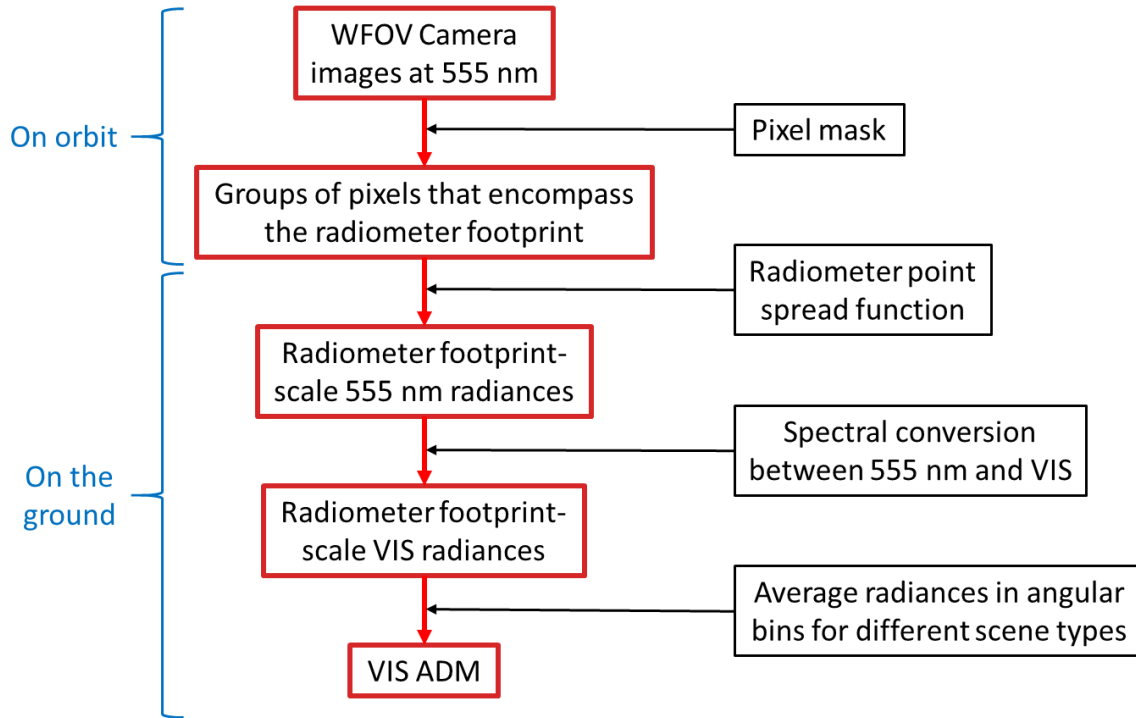 WFOV Camera
images at 555 nm
On orbit
Pixel mask
Groups of pixels that encompass
the radiometer footprint
Radiometer point
spread function
Radiometer footprint-
scale 555 nm radiances
Spectral conversion
between 555 nm and VIS
On the
ground
Radiometer footprint-
scale VIS radiances
Average radiances in angular
bins for different scene types
VIS ADM